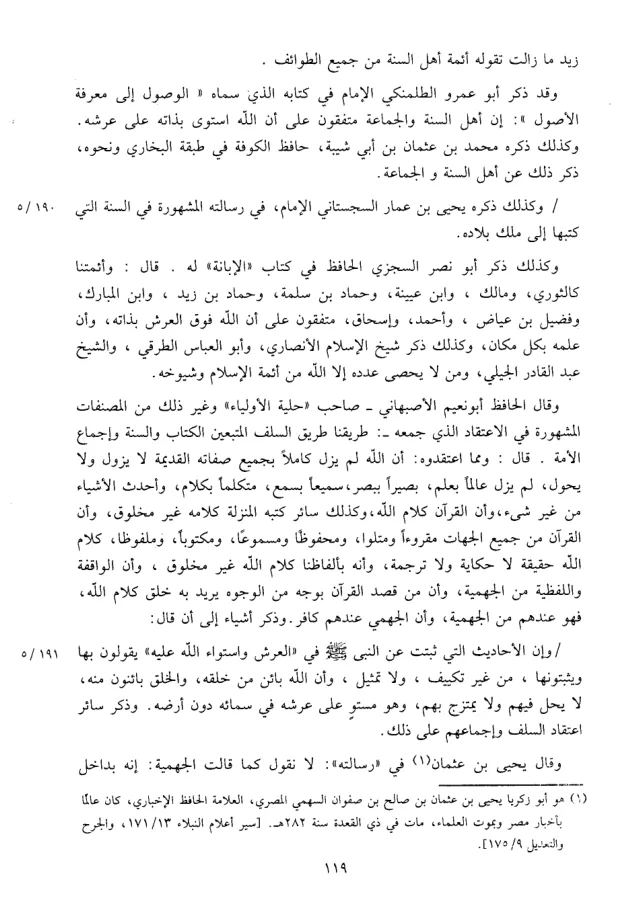 زيد ما زالت تقوله أئمة أهل السنة من جميع الطوائف .
وقد ذكر أبو عمرو الطلمنكي الإمام في كتابه الذي سماه « الوصول إلى معرفة
الأصول »: إن أهل السنة والجماعة متفقون على أن الله استوى بذاته على عرشه.
وكذلك ذكره محمد بن عثمان بن أبي شيبة، حافظ الكوفة في طبقة البخاري ونحوه،
ذكر ذلك عن أهل السنة و الجماعة.
/ وكذلك ذكره يحيى بن عمار السجستاني الإمام، في رسالته المشهورة في السنة التي ٥/١٩٠
كتبها إلى ملك بلاده.
وكذلك ذكر أبو نصر السجزي الحافظ في كتاب «الإبانة» له . قال : وأئمتنا
كالثوري، ومالك ، وابن عيينة، وحماد بن سلمة، وحماد بن زيد ، وابن المبارك،
وفضيل بن عياض ، وأحمد، وإسحاق، متفقون على أن الله فوق العرش بذاته، وأن
علمه بكل مكان، وكذلك ذكر شيخ الإسلام الأنصاري، وأبو العباس الطرقي ، والشيخ
عبد القادر الجيلي، ومن لا يحصى عدده إلا الله من أئمة الإسلام وشيوخه.
وقال الحافظ أبونعيم الأصبهاني ـ صاحب «حلية الأولياء» وغير ذلك من المصنفات
المشهورة في الاعتقاد الذي جمعه ـ: طريقنا طريق السلف المتبعين الكتاب والسنة وإجماع
الأمة . قال : ومما اعتقدوه: أن الله لم يزل كاملاً بجميع صفاته القديمة لا يزول ولا
يحول، لم يزل عالماً بعلم، بصيراً ببصر،سميعاً بسمع، متكلماً بكلام، وأحدث الأشياء
من غير شىء،وأن القرآن كلام الله،وكذلك سائر كتبه المنزلة كلامه غير مخلوق، وأن
القرآن من جميع الجهات مقروءاً ومتلوا، ومحفوظًا ومسموعًا، ومكتوباً، وملفوظا، كلام
الله حقيقة لا حكاية ولا ترجمة، وأنه بألفاظنا كلام الله غير مخلوق ، وأن الواقفة
واللفظية من الجهمية، وأن من قصد القرآن بوجه من الوجوه يريد به خلق كلام الله،
فهو عندهم من الجهمية، وأن الجهمي عندهم كافر.وذكر أشياء إلى أن قال:
/وإن الأحاديث التي ثبتت عن النبي ﷺ في «العرش واستواء الله عليه» يقولون بها ٥/١٩١
ويثبتونها ، من غير تكييف ، ولا تمثيل ، وأن الله بائن من خلقه، والخلق بائنون منه،
لا يحل فيهم ولا يمتزج بهم، وهو مستوٍ على عرشه في سمائه دون أرضه. وذكر سائر
اعتقاد السلف وإجماعهم على ذلك.
وقال يحيى بن عثمان(١) في «رسالته»: لا نقول كما قالت الجهمية: إنه بداخل
(١) هو أبو زكريا يحيى بن عثمان بن صالح بن صفوان السهمي المصري، العلامة الحافظ الإخباري، كان عالمًا
بأخبار مصر وبموت العلماء، مات في ذي القعدة سنة ٢٨٢هـ. [سير أعلام النبلاء ١٣/ ١٧١، والجرح
والتعديل ٩/ ١٧٥].
١١٩